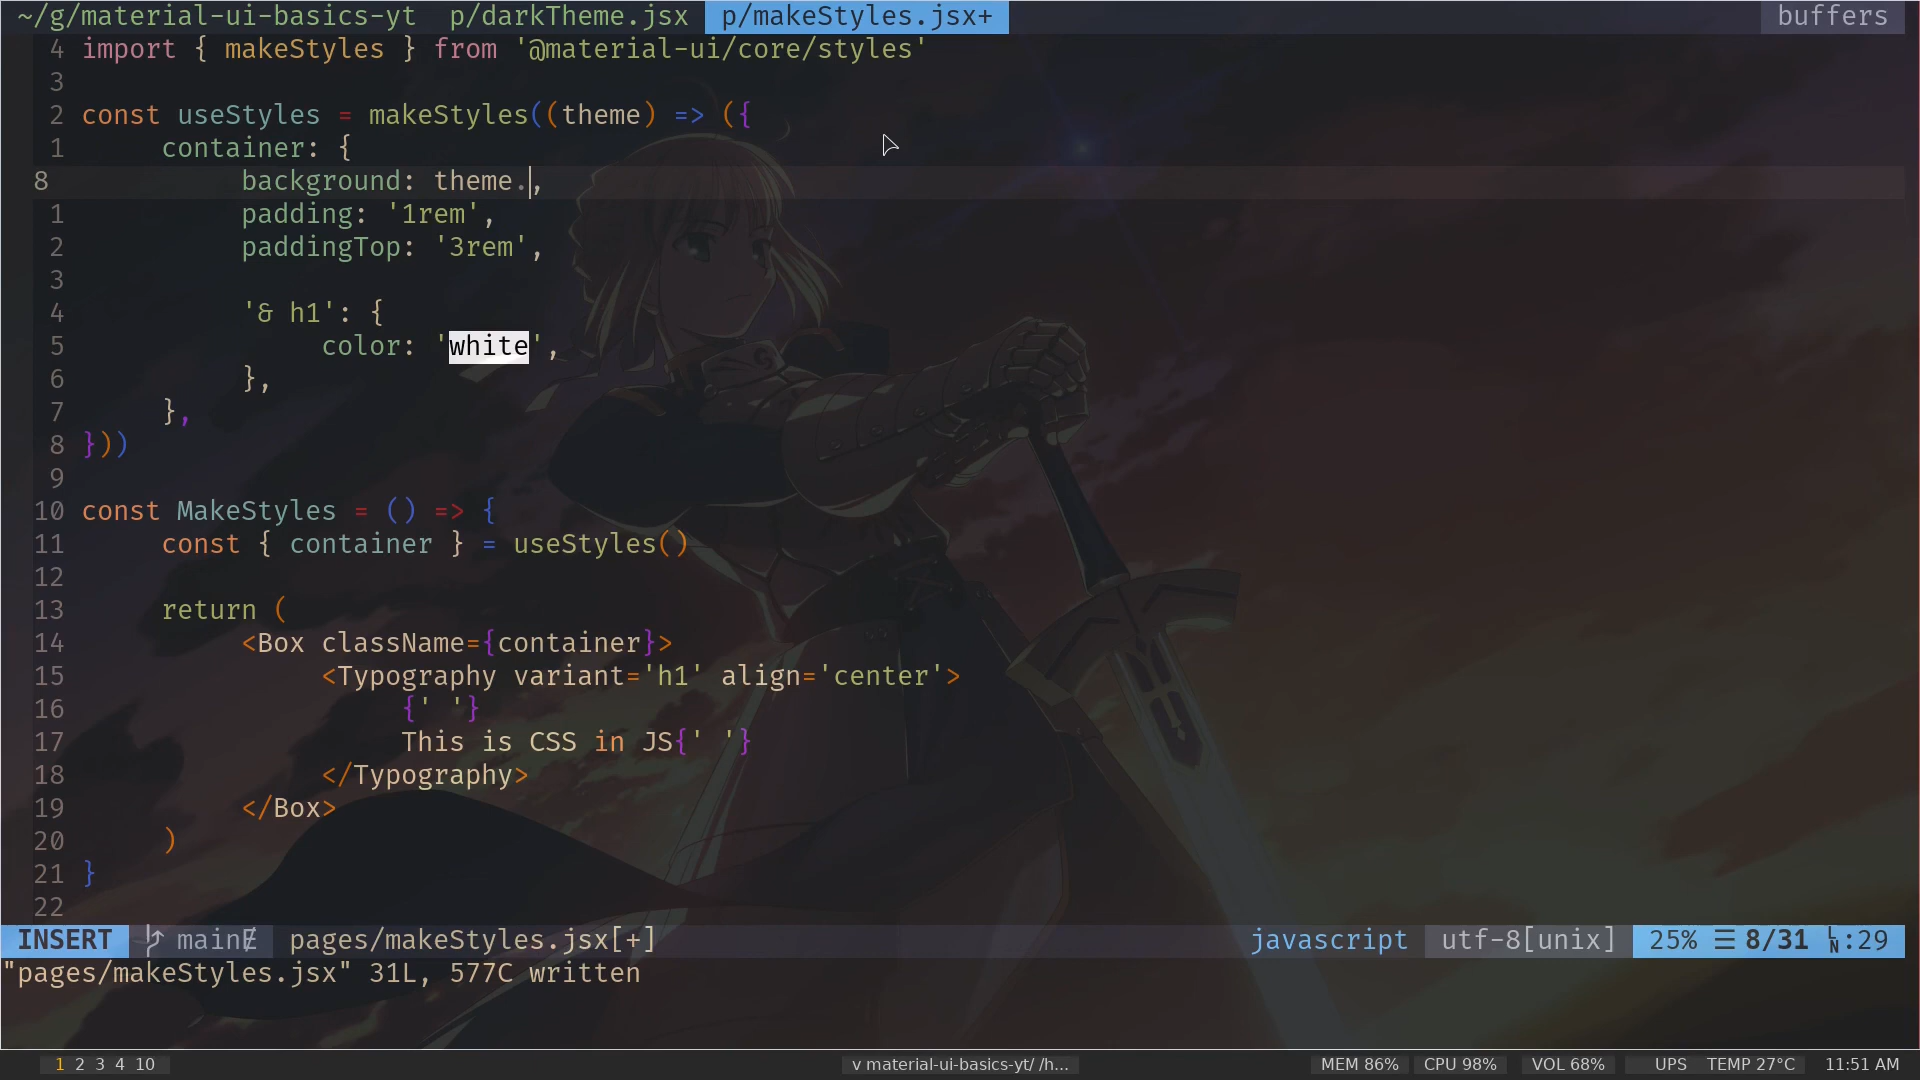 ~/g/material-ui-basics-yt p/darkTheme.jsx p/makeStyles.jsx+ buffers
4 import { makeStyles } from '@material-ui/core/styles'
3
2 const useStyles = makeStyles((theme) => ({
1 container: {
8 background: theme.,
1 padding: '1rem',
2 paddingTop: '3rem',
3
4 '& h1': {
5 color: 'white',
6 },
7 },
8 }))
9
10 const MakeStyles = () => {
11 const { container } = useStyles()
12
13 return (
14 <Box className={container}>
15 <Typography variant='h1' align='center'>
16 {' '}
17 This is CSS in JS{' '}
18 </Typography>
19 </Box>
20 )
21 }
22
INSERT main pages/makeStyles.jsx[+] javascript utf-8[unix] 25% ☰ 8/31 LN:29
"pages/makeStyles.jsx" 31L, 577C written
1 2 3 4 10 v material-ui-basics-yt/ /h... MEM 86% CPU 98% VOL 68% UPS TEMP 27°C 11:51 AM